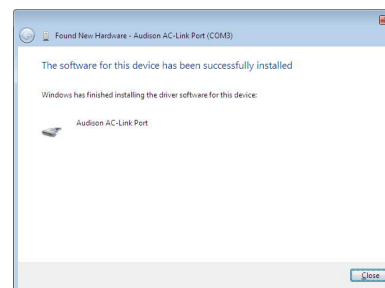 Found New Hardware - Audison AC-Link Port (COM3)
The software for this device has been successfully installed
Windows has finished installing the driver software for this device:
Audison AC-Link Port
Close